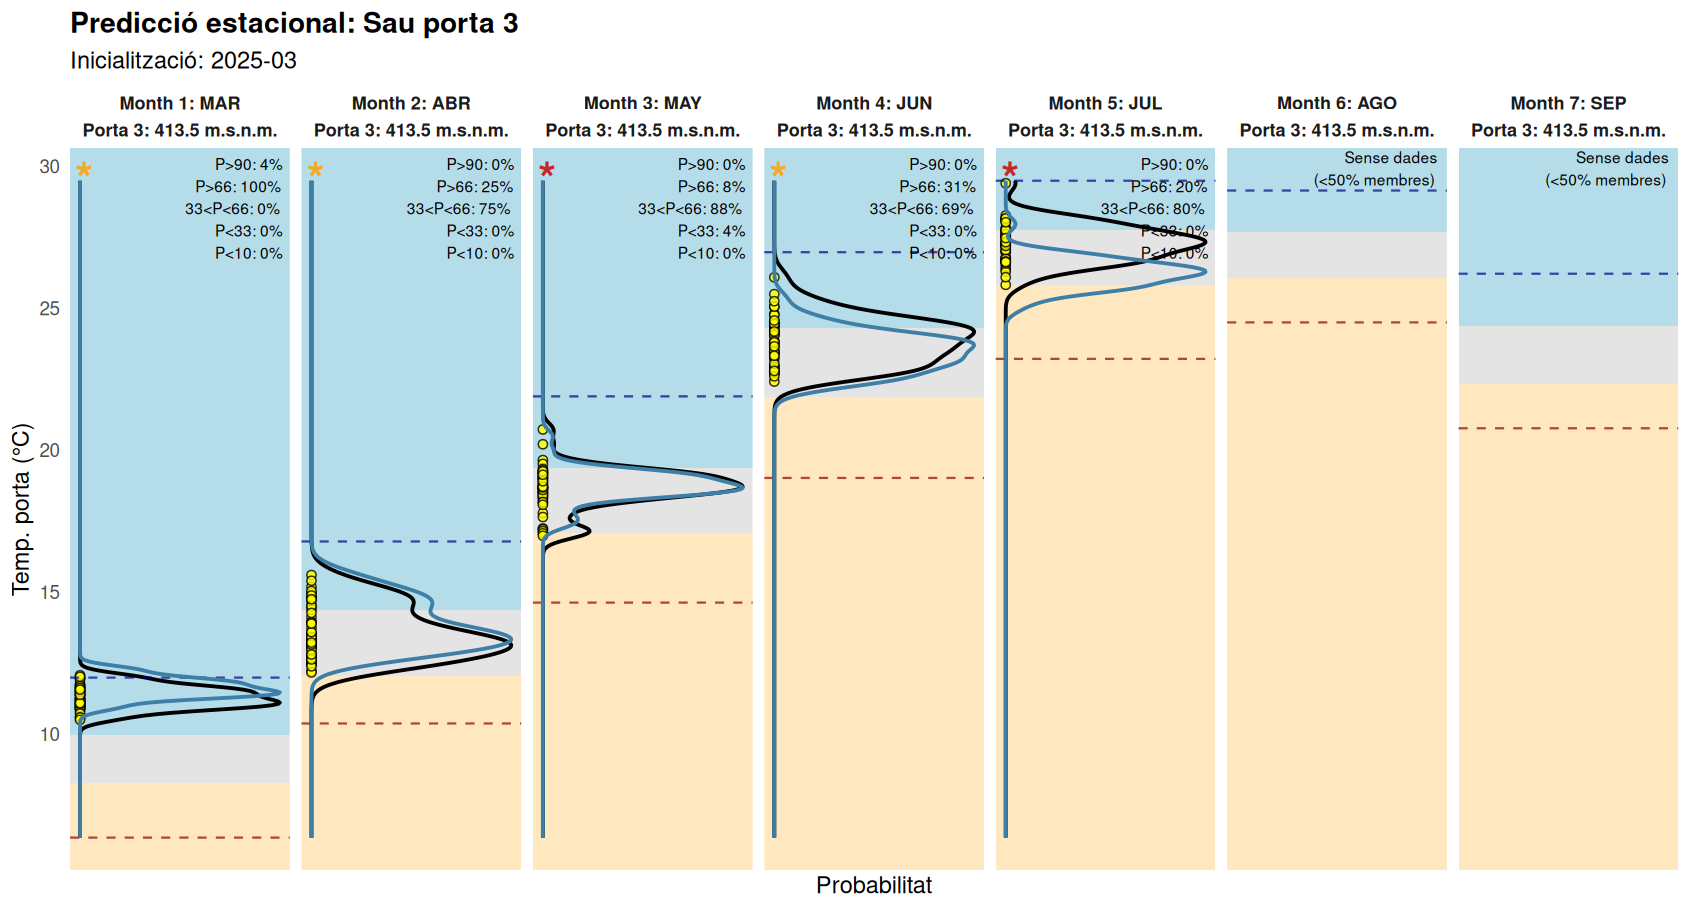 Predicció estacional: Sau porta 3
Inicialització: 2025-03
Month 1: MAR
Porta 3: 413.5 m.s.n.m.
Month 2: ABR
Porta 3: 413.5 m.s.n.m.
Month 3: MAY
Porta 3: 413.5 m.s.n.m.
Month 4: JUN
Porta 3: 413.5 m.s.n.m.
Month 5: JUL
Porta 3: 413.5 m.s.n.m.
Month 6: AGO
Porta 3: 413.5 m.s.n.m.
Month 7: SEP
Porta 3: 413.5 m.s.n.m.
*
P>90: 4%
P>66: 100%
33<P<66: 0%
P<33: 0%
P<10: 0%
*
P>90: 0%
P>66: 25%
33<P<66: 75%
P<33: 0%
P<10: 0%
*
P>90: 0%
P>66: 8%
33<P<66: 88%
P<33: 4%
P<10: 0%
*
P>90: 0%
P>66: 31%
33<P<66: 69%
P<33: 0%
P<10: 0%
*
P>90: 0%
P>66: 20%
33<P<66: 80%
P<33: 0%
P<10: 0%
Sense dades
(<50% membres)
Sense dades
(<50% membres)
30
25
20
15
10
Temp. porta (°C)
Probabilitat